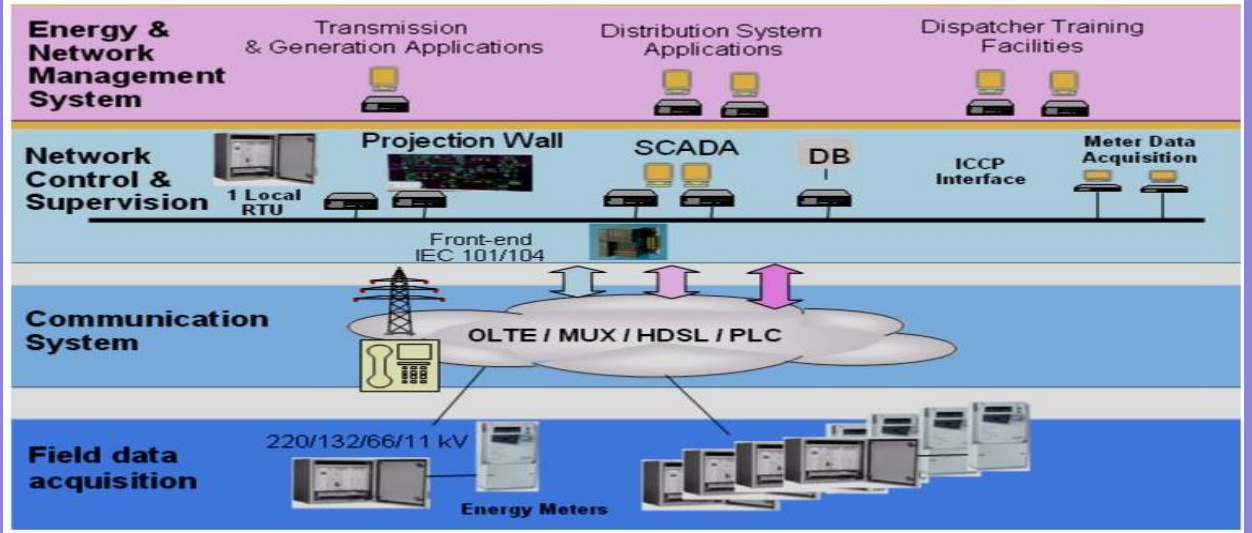 Energy &
Network
Management
System
Transmission
& Generation Applications
Distribution System
Applications
Dispatcher Training
Facilities
Network
Control &
Supervision
1 Local
RTU
Projection Wall
SCADA
DB
ICCP
Interface
Meter Data
Acquisition
Front-end
IEC 101/104
Communication
System
OLTE / MUX / HDSL / PLC
Field data
acquisition
220/132/66/11 kV
Energy Meters